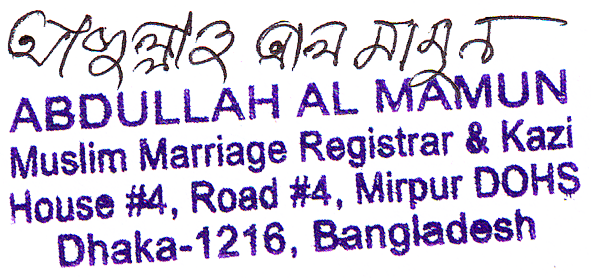 আব্দুল্লাহ আল মামুন
ABDULLAH AL MAMUN
Muslim Marriage Registrar & Kazi
House #4, Road #4, Mirpur DOHS
Dhaka-1216, Bangladesh